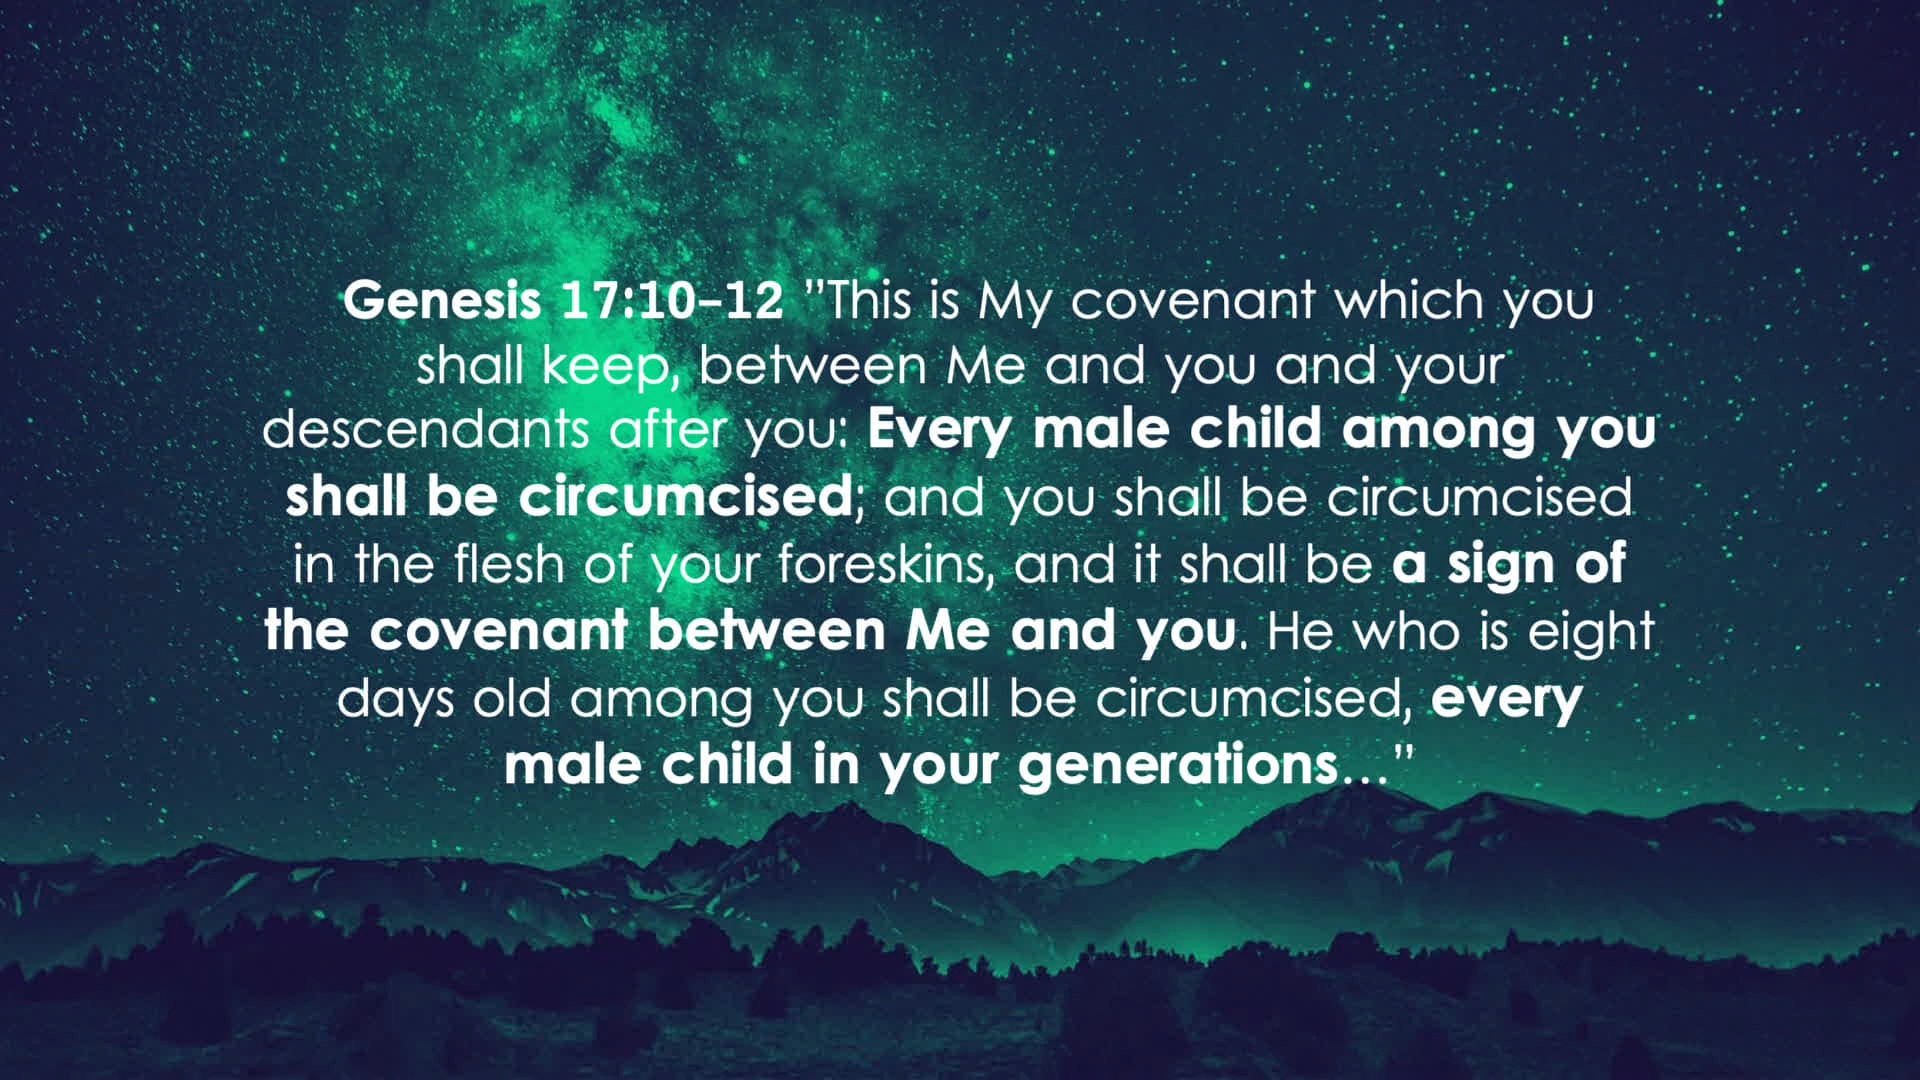 Genesis 17:10–12 ”This is My covenant which you
shall keep, between Me and you and your
descendants after you: Every male child among you
shall be circumcised; and you shall be circumcised
in the flesh of your foreskins, and it shall be a sign of
the covenant between Me and you. He who is eight
days old among you shall be circumcised, every
male child in your generations…”